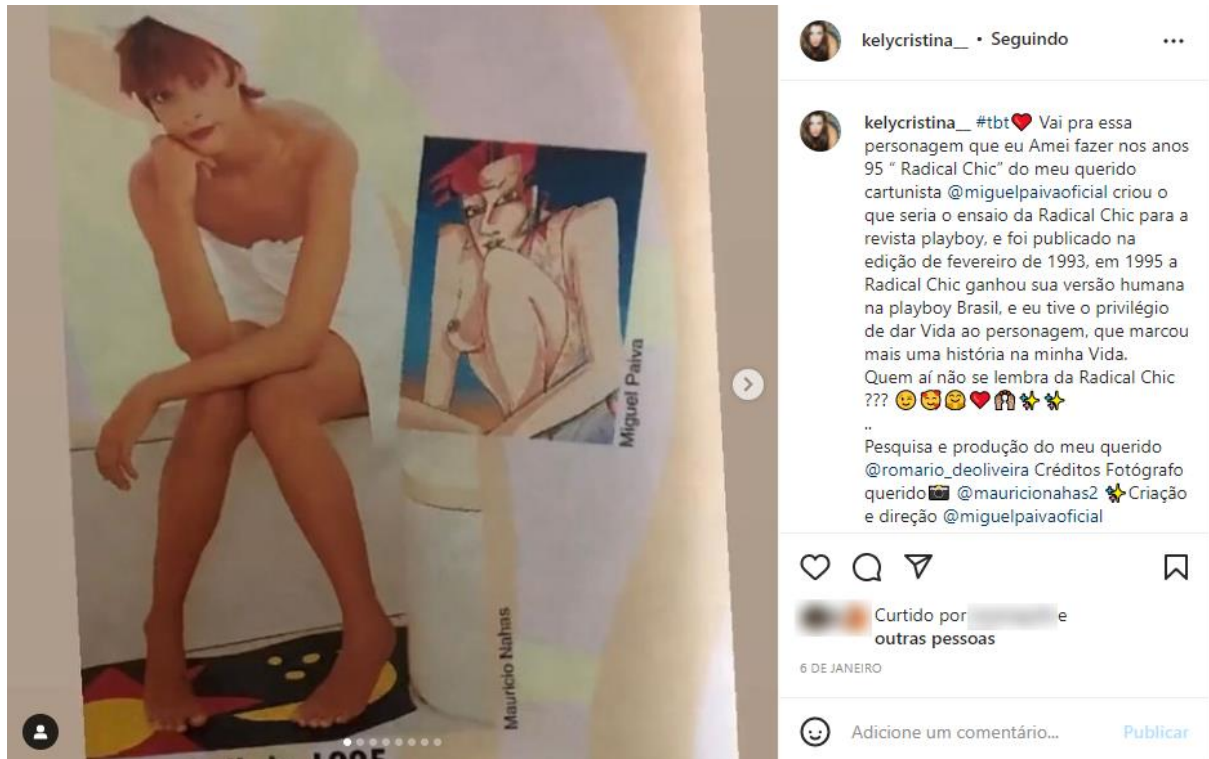 Miguel Paiva
Mauricio Nahas
1995
kelycristina__ • Seguindo
kelycristina__ #tbt❤️ Vai pra essa
personagem que eu Amei fazer nos anos
95 “ Radical Chic” do meu querido
cartunista @miguelpaivaoficial criou o
que seria o ensaio da Radical Chic para a
revista playboy, e foi publicado na
edição de fevereiro de 1993, em 1995 a
Radical Chic ganhou sua versão humana
na playboy Brasil, e eu tive o privilégio
de dar Vida ao personagem, que marcou
mais uma história na minha Vida.
Quem aí não se lembra da Radical Chic
??? 😉🥰🤗❤️🙈✨✨
..
Pesquisa e produção do meu querido
@romario_deoliveira Créditos Fotógrafo
querido📸 @mauricionahas2 ✨Criação
e direção @miguelpaivaoficial
Curtido por e
outras pessoas
6 DE JANEIRO
Adicione um comentário... Publicar